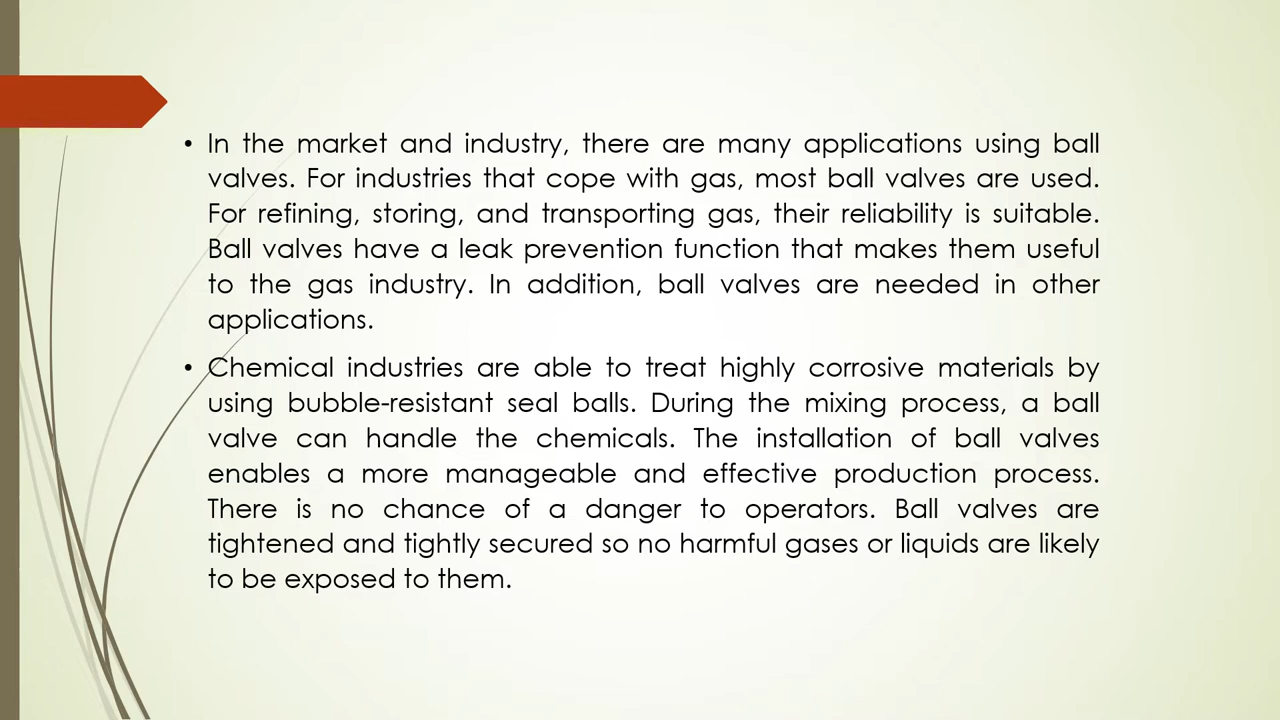 • In the market and industry, there are many applications using ball
valves. For industries that cope with gas, most ball valves are used.
For refining, storing, and transporting gas, their reliability is suitable.
Ball valves have a leak prevention function that makes them useful
to the gas industry. In addition, ball valves are needed in other
applications.
• Chemical industries are able to treat highly corrosive materials by
using bubble-resistant seal balls. During the mixing process, a ball
valve can handle the chemicals. The installation of ball valves
enables a more manageable and effective production process.
There is no chance of a danger to operators. Ball valves are
tightened and tightly secured so no harmful gases or liquids are likely
to be exposed to them.